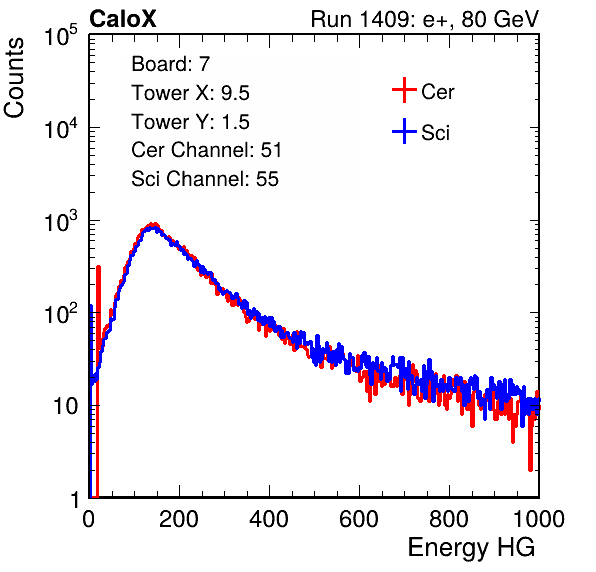 CaloX Run 1409: e+, 80 GeV
Counts
10^5
10^4
10^3
10^2
10
1
Board: 7
Tower X: 9.5
Tower Y: 1.5
Cer Channel: 51
Sci Channel: 55
Cer
Sci
0 200 400 600 800 1000
Energy HG